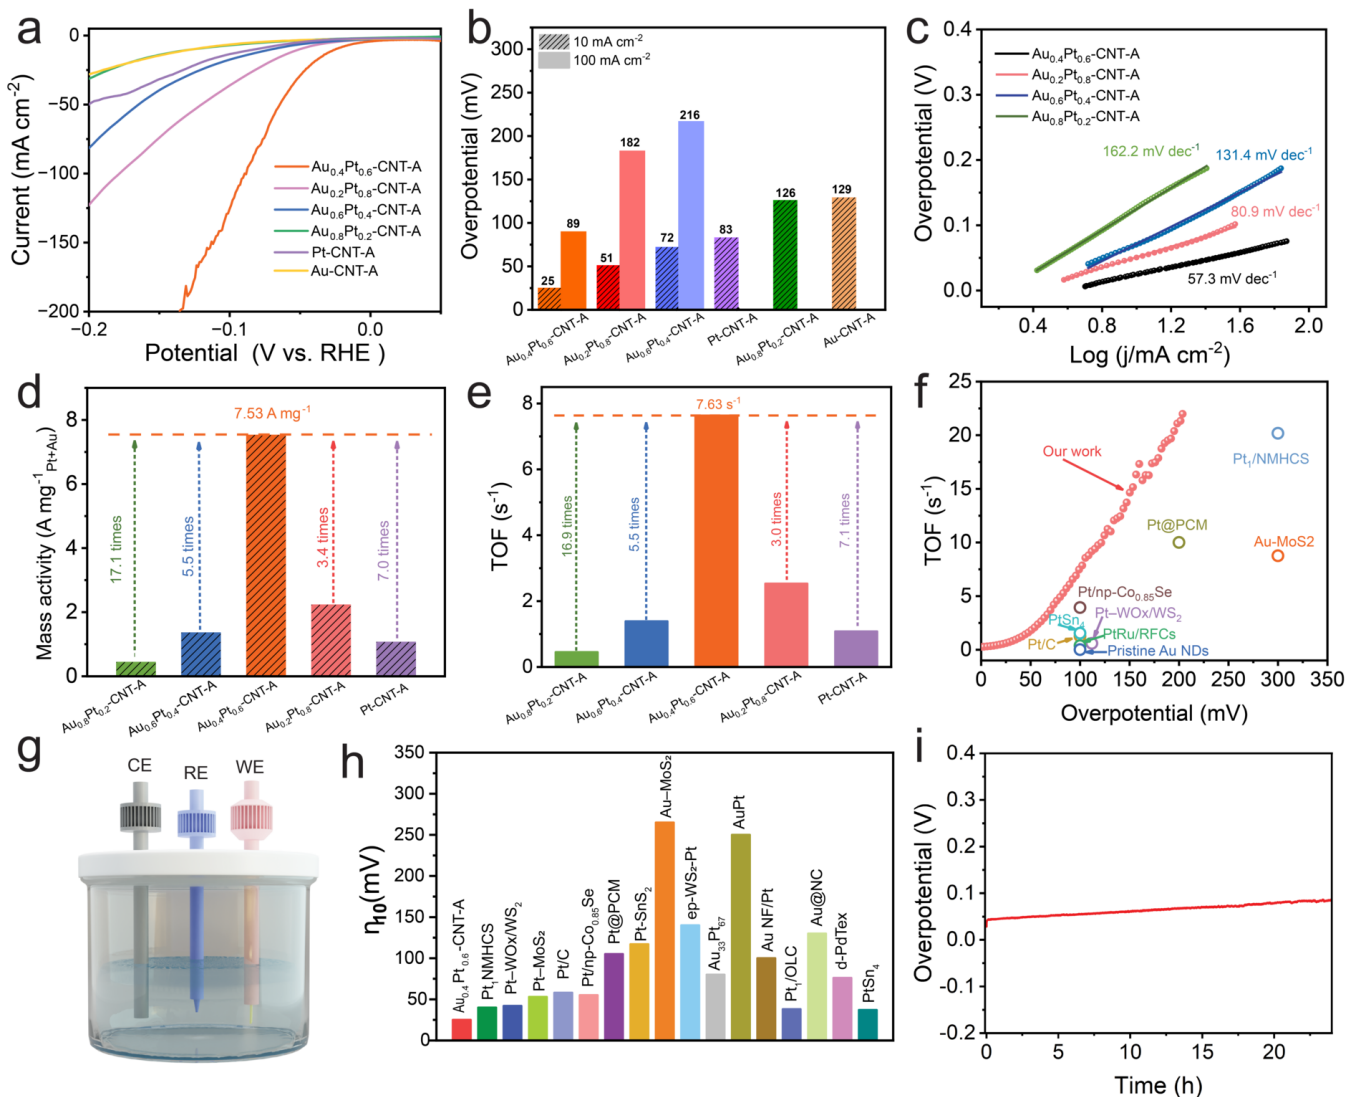 a
0
−50
−100
−150
−200
Current (mA cm-2)
−0.2
−0.1
0.0
Potential (V vs. RHE )
Au0.4Pt0.6-CNT-A
Au0.2Pt0.8-CNT-A
Au0.6Pt0.4-CNT-A
Au0.8Pt0.2-CNT-A
Pt-CNT-A
Au-CNT-A
b
10 mA cm-2
100 mA cm-2
Overpotential (mV)
300
250
200
150
100
50
0
25
89
51
182
72
216
83
126
129
Au0.4Pt0.6-CNT-A
Au0.2Pt0.8-CNT-A
Au0.6Pt0.4-CNT-A
Pt-CNT-A
Au0.8Pt0.2-CNT-A
Au-CNT-A
c
Overpotential (V)
0.4
0.3
0.2
0.1
0.0
Au0.4Pt0.6-CNT-A
Au0.2Pt0.8-CNT-A
Au0.6Pt0.4-CNT-A
Au0.8Pt0.2-CNT-A
162.2 mV dec-1
131.4 mV dec-1
80.9 mV dec-1
57.3 mV dec-1
0.4
0.8
1.2
1.6
2.0
Log (j/mA cm-2)
d
Mass activity (A mg-1Pt+Au)
8
6
4
2
0
7.53 A mg-1
17.1 times
5.5 times
3.4 times
7.0 times
Au0.8Pt0.2-CNT-A
Au0.6Pt0.4-CNT-A
Au0.4Pt0.6-CNT-A
Au0.2Pt0.8-CNT-A
Pt-CNT-A
e
TOF (s-1)
8
6
4
2
0
7.63 s-1
16.9 times
5.5 times
3.0 times
7.1 times
Au0.8Pt0.2-CNT-A
Au0.6Pt0.4-CNT-A
Au0.4Pt0.6-CNT-A
Au0.2Pt0.8-CNT-A
Pt-CNT-A
f
TOF (s-1)
25
20
15
10
5
0
Our work
Pt1/NMHCS
Pt@PCM
Au-MoS2
Pt/np-Co0.85Se
PtSn4
Pt–WOx/WS2
Pt/C
PtRu/RFCs
Pristine Au NDs
0
50
100
150
200
250
300
350
Overpotential (mV)
g
CE
RE
WE
h
η10(mV)
350
300
250
200
150
100
50
0
Au0.4 Pt0.6 -CNT-A
Pt1NMHCS
Pt–WOx/WS2
Pt–MoS2
Pt/C
Pt/np-Co0.85Se
Pt@PCM
Pt-SnS2
Au–MoS2
ep-WS2-Pt
Au33Pt67
AuPt
Au NF/Pt
Pt1/OLC
Au@NC
d-PdTex
PtSn4
i
Overpotential (V)
0.4
0.3
0.2
0.1
0.0
-0.1
-0.2
0
5
10
15
20
Time (h)